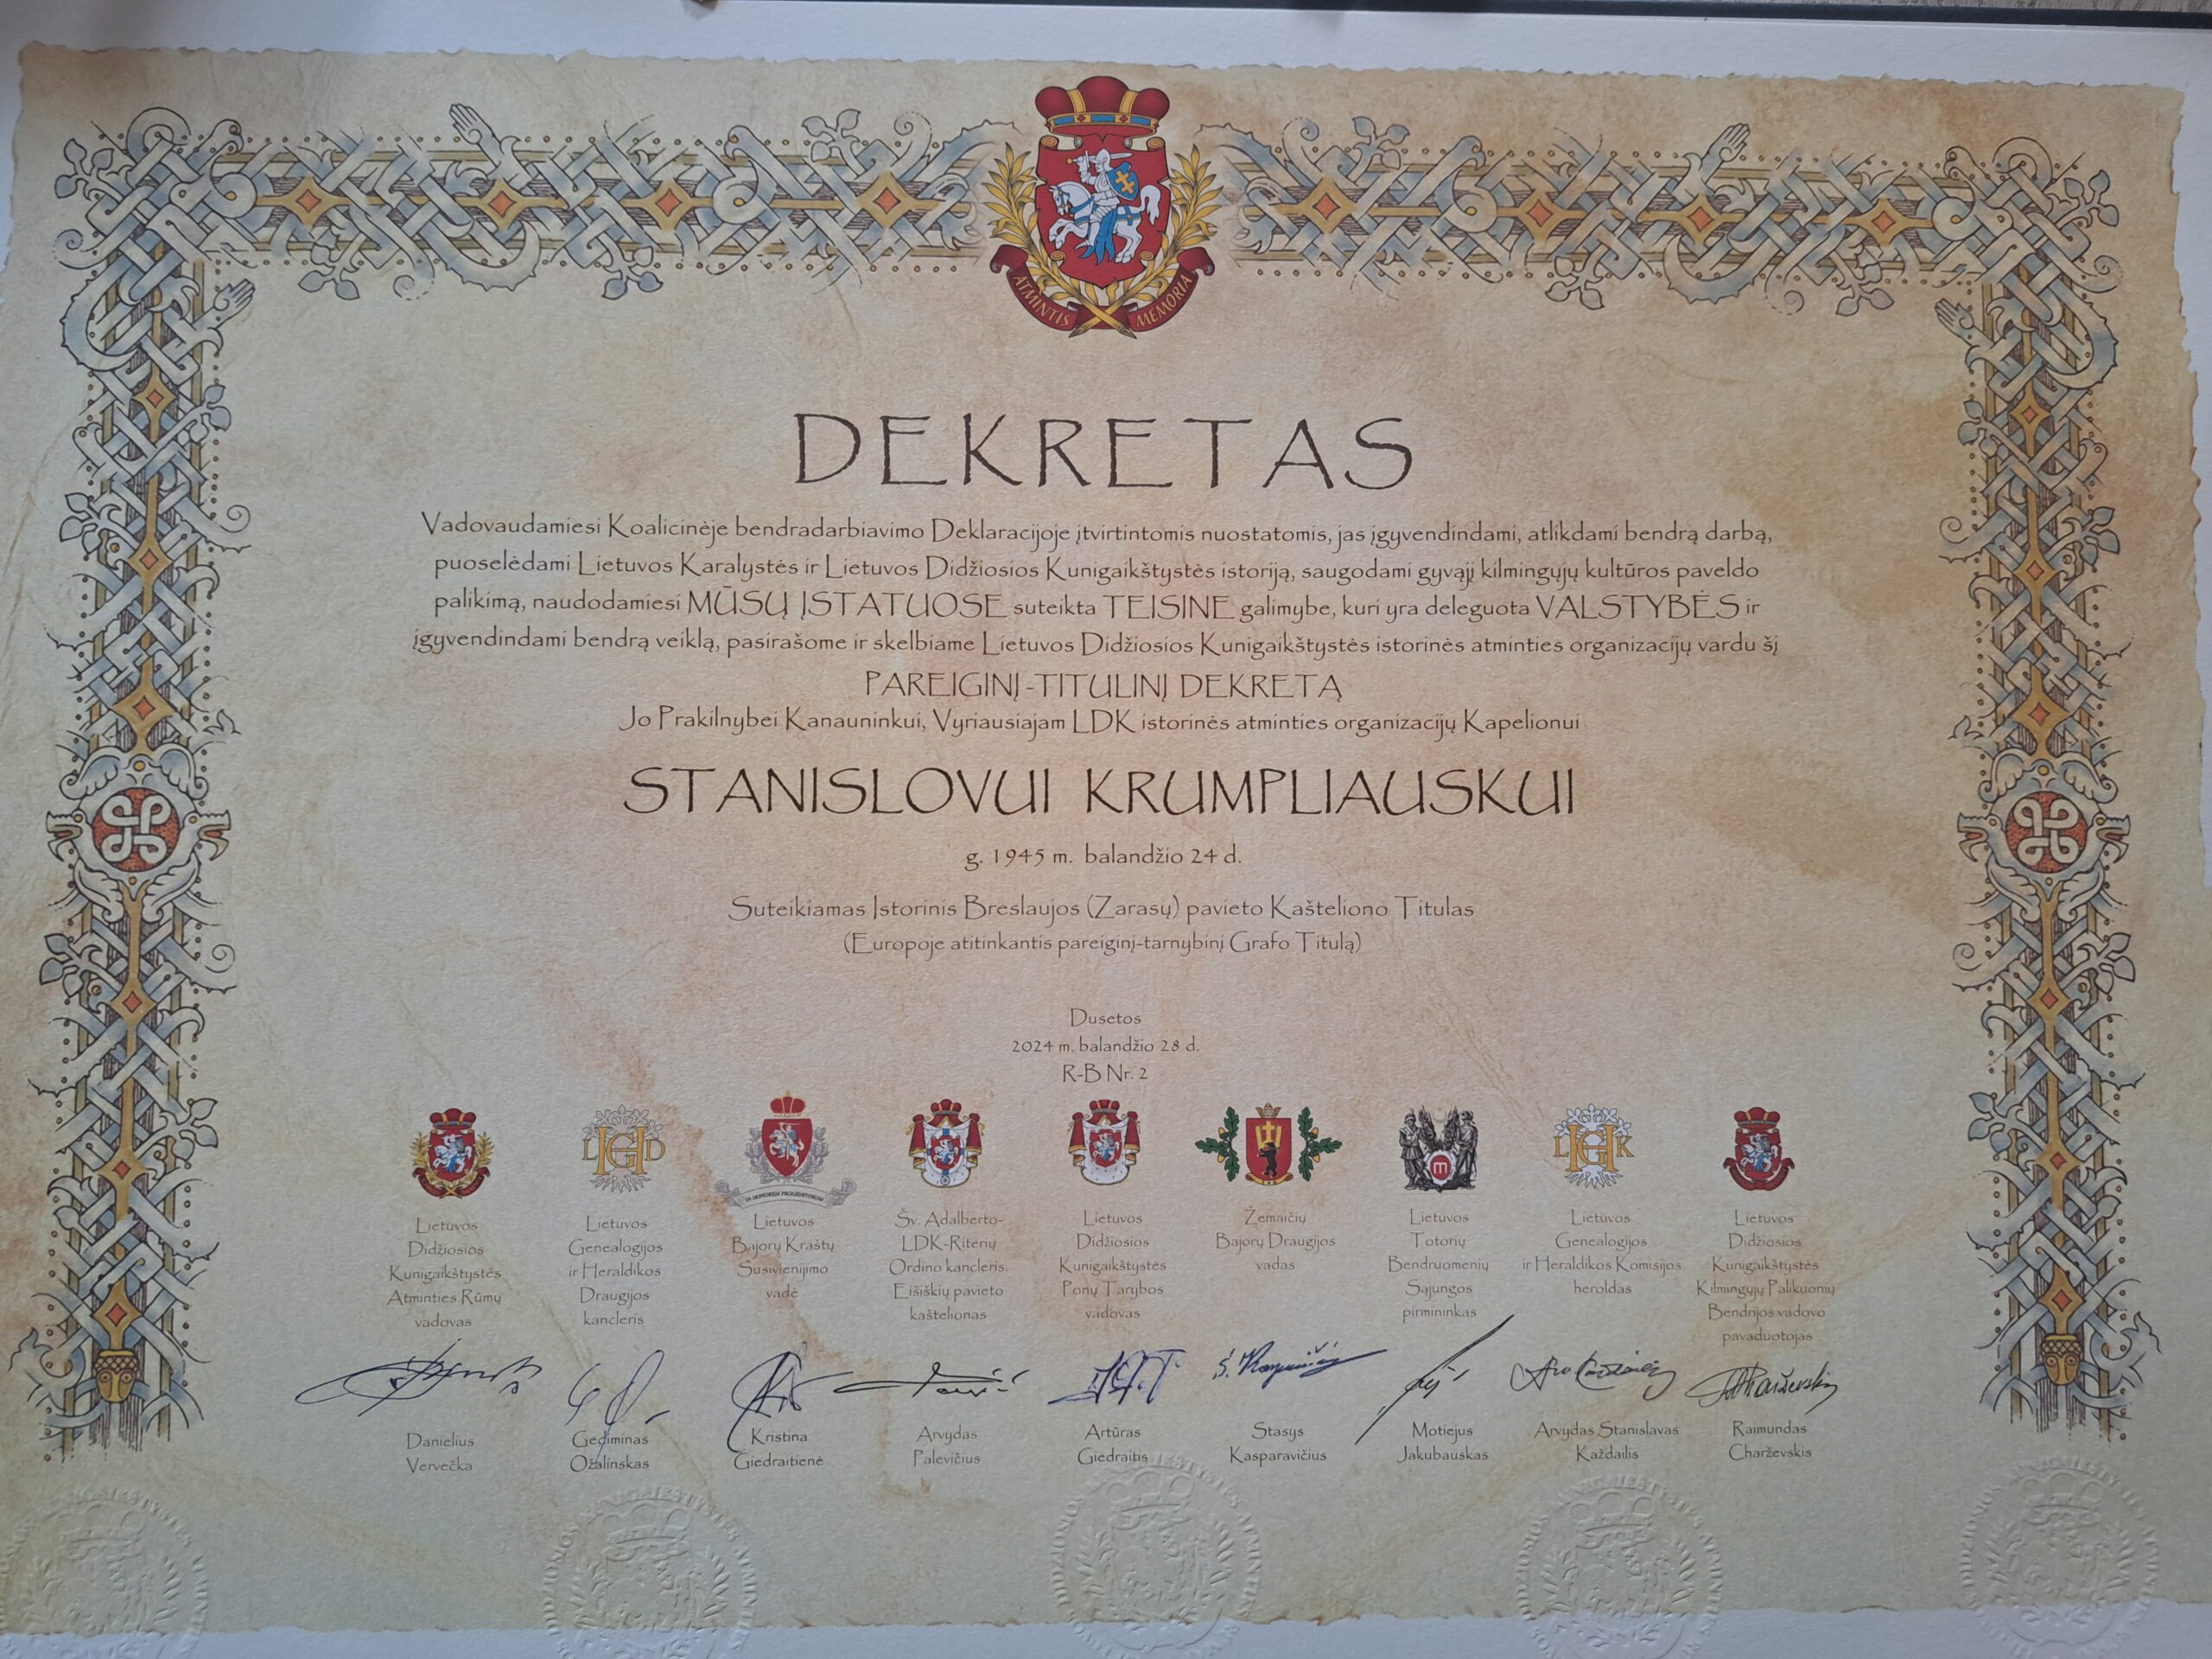 ATMINTIS MEMORIA
DEKRETAS
Vadovaudamiesi Koalicinėje bendradarbiavimo Deklaracijoje įtvirtintomis nuostatomis, jas įgyvendindami, atlikdami bendrą darbą,
puoselėdami Lietuvos Karalystės ir Lietuvos Didžiosios Kunigaikštystės istoriją, saugodami gyvąjį kilmingųjų kultūros paveldo
palikimą, naudodamiesi MŪSŲ ĮSTATUOSE suteikta TEISINE galimybe, kuri yra deleguota VALSTYBĖS ir
įgyvendindami bendrą veiklą, pasirašome ir skelbiame Lietuvos Didžiosios Kunigaikštystės istorinės atminties organizacijų vardu šį
PAREIGINĮ-TITULINĮ DEKRETĄ
Jo Prakilnybei Kanauninkui, Vyriausiajam LDK istorinės atminties organizacijų Kapelionui
STANISLOVUI KRUMPLIAUSKUI
g. 1945 m. balandžio 24 d.
Suteikiamas Istorinis Breslaujos (Zarasų) pavieto Kašteliono Titulas
(Europoje atitinkantis pareiginį-tarnybinį Grafo Titulą)
Dusetos
2024 m. balandžio 28 d.
R-B Nr. 2
LHGD
IN HONOREM PROGENITORUM
m
LHGK
Lietuvos
Didžiosios
Kunigaikštystės
Atminties Rūmų
vadovas
Lietuvos
Genealogijos
ir Heraldikos
Draugijos
kancleris
Lietuvos
Bajorų Kraštų
Susivienijimo
vadė
Šv. Adalberto-
LDK-Riterių
Ordino kancleris.
Eišiškių pavieto
kaštelionas
Lietuvos
Didžiosios
Kunigaikštystės
Ponų Tarybos
vadovas
Žemaičių
Bajorų Draugijos
vadas
Lietuvos
Totorių
Bendruomenių
Sąjungos
pirmininkas
Lietuvos
Genealogijos
ir Heraldikos Komisijos
heroldas
Lietuvos
Didžiosios
Kunigaikštystės
Kilmingųjų Palikuonių
Bendrijos vadovo
pavaduotojas
Danielius
Vervečka
Gediminas
Ožalinskas
Kristina
Giedraitienė
Arvydas
Palevičius
Artūras
Giedraitis
Stasys
Kasparavičius
Motiejus
Jakubauskas
Arvydas Stanislavas
Každailis
Raimundas
Charževskis